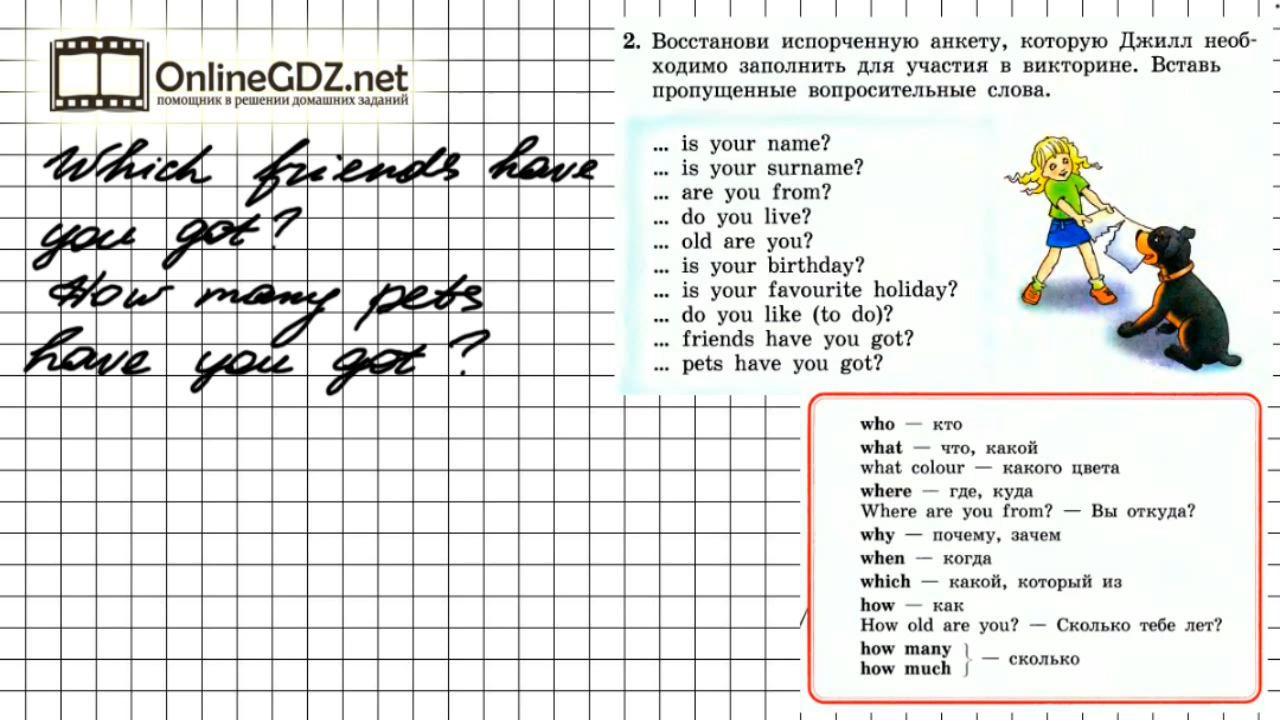 OnlineGDZ.net
помощник в решении домашних заданий
Which friends have
you got?
How many pets
have you got?
2. Восстанови испорченную анкету, которую Джилл необ-
ходимо заполнить для участия в викторине. Вставь
пропущенные вопросительные слова.
... is your name?
... is your surname?
... are you from?
... do you live?
... old are you?
... is your birthday?
... is your favourite holiday?
... do you like (to do)?
... friends have you got?
... pets have you got?
who — кто
what — что, какой
what colour — какого цвета
where — где, куда
Where are you from? — Вы откуда?
why — почему, зачем
when — когда
which — какой, который из
how — как
How old are you? — Сколько тебе лет?
how many
how much } — сколько